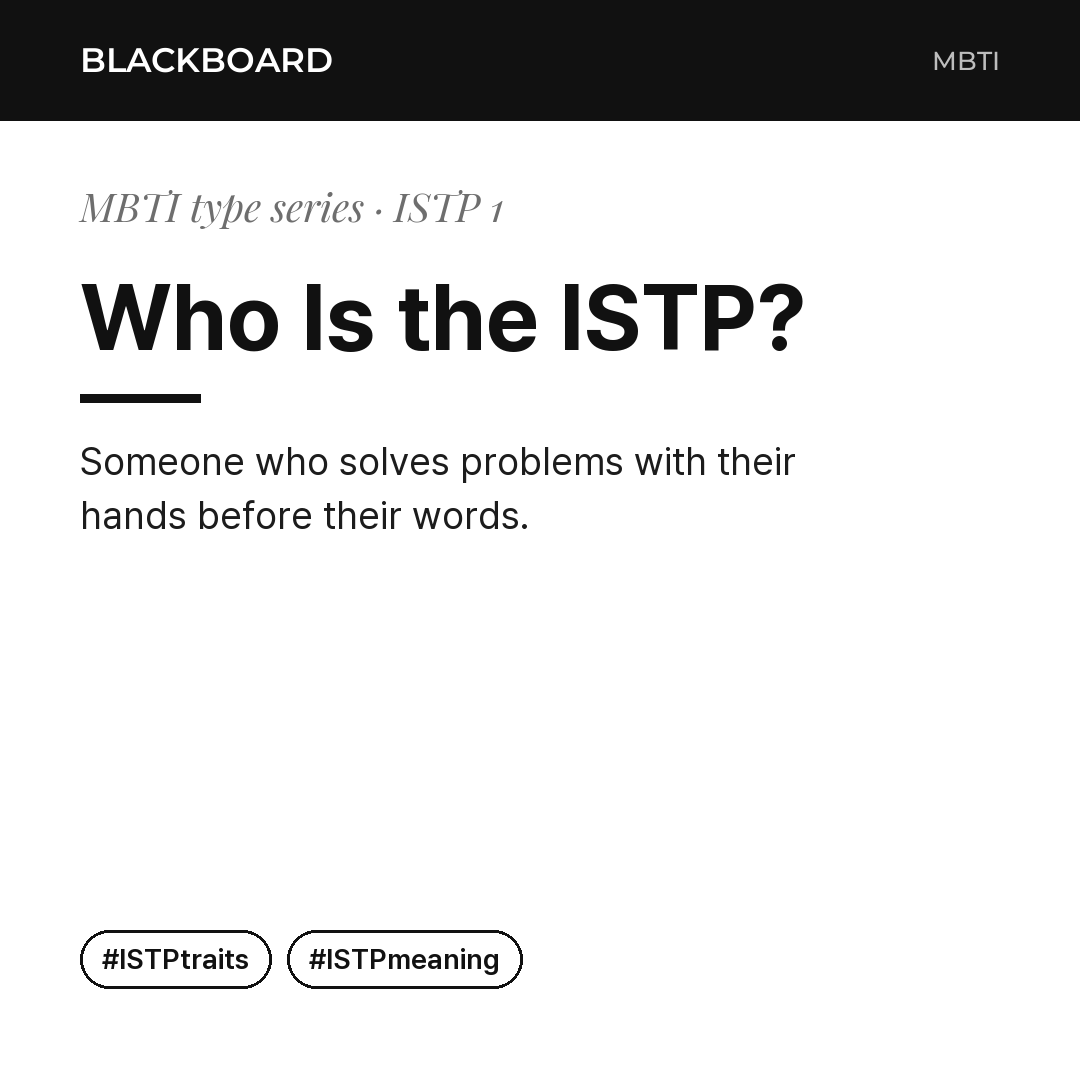 BLACKBOARD
MBTI
MBTI type series · ISTP 1
Who Is the ISTP?
Someone who solves problems with their
hands before their words.
#ISTPtraits
#ISTPmeaning